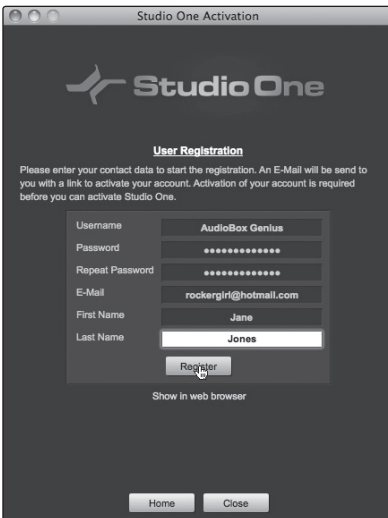 Studio One Activation
Studio One
User Registration
Please enter your contact data to start the registration. An E-Mail will be send to
you with a link to activate your account. Activation of your account is required
before you can activate Studio One.
Username AudioBox Genius
Password •••••••••••••
Repeat Password •••••••••••••
E-Mail rockergirl@hotmail.com
First Name Jane
Last Name Jones
Register
Show in web browser
Home Close